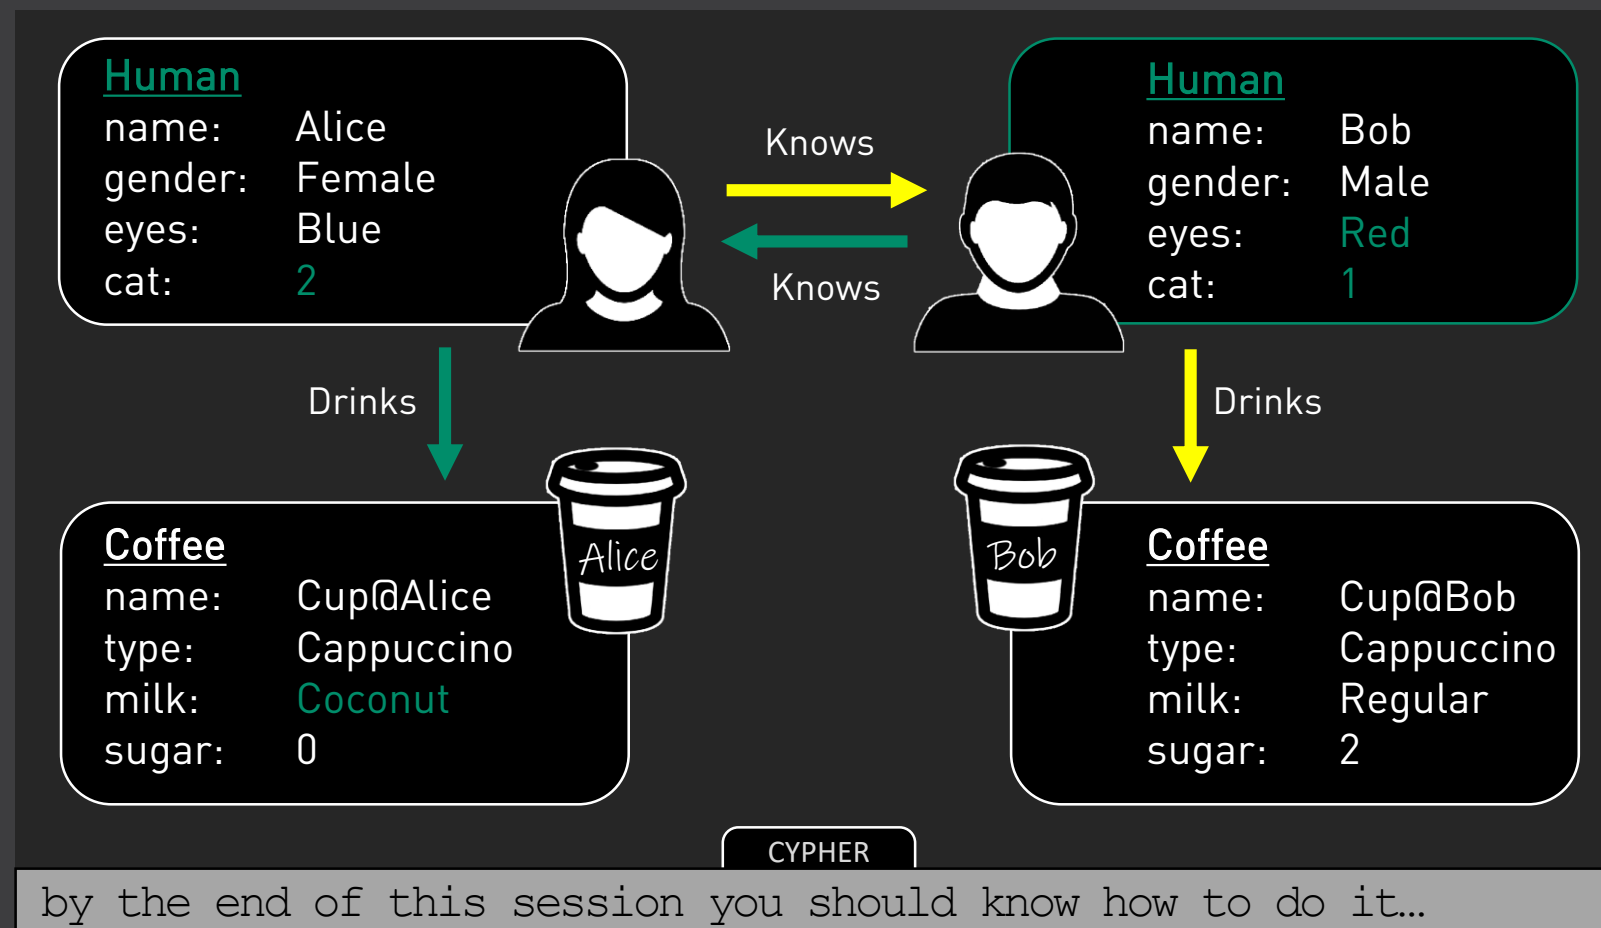 Human
name: Alice
gender: Female
eyes: Blue
cat: 2
Knows
Knows
Human
name: Bob
gender: Male
eyes: Red
cat: 1
Drinks
Drinks
Coffee
name: Cup@Alice
type: Cappuccino
milk: Coconut
sugar: 0
Alice
Bob
Coffee
name: Cup@Bob
type: Cappuccino
milk: Regular
sugar: 2
CYPHER
by the end of this session you should know how to do it…